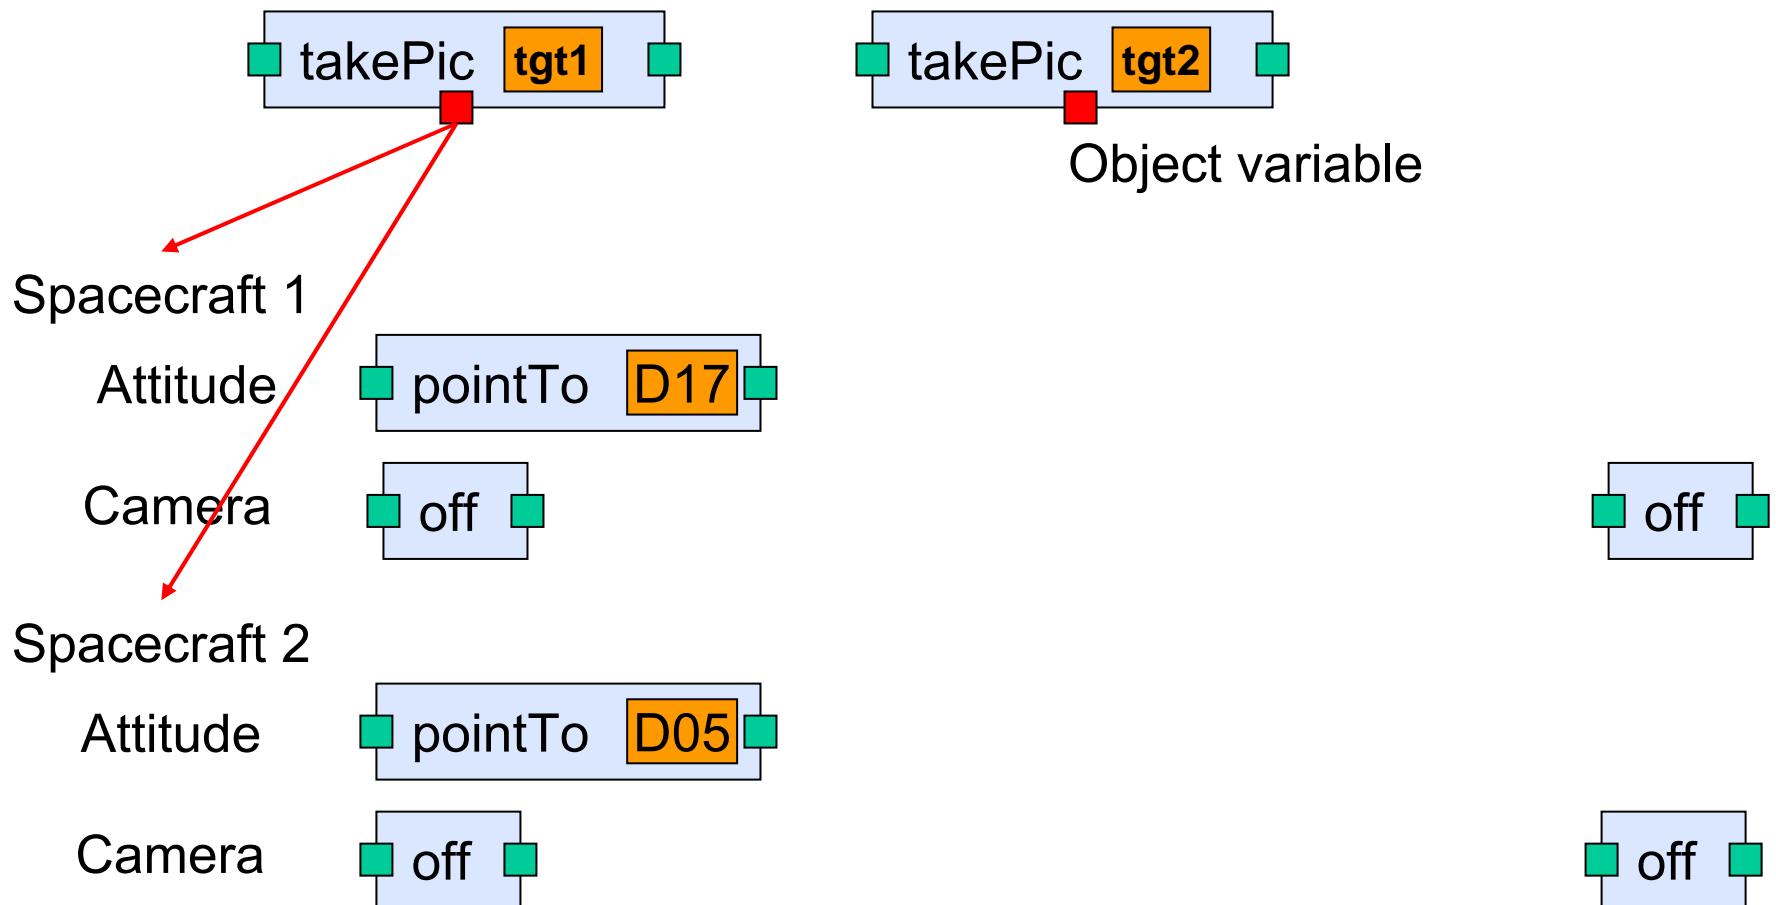 takePic tgt1 takePic tgt2
Object variable
Spacecraft 1
Attitude pointTo D17
Camera off off
Spacecraft 2
Attitude pointTo D05
Camera off off